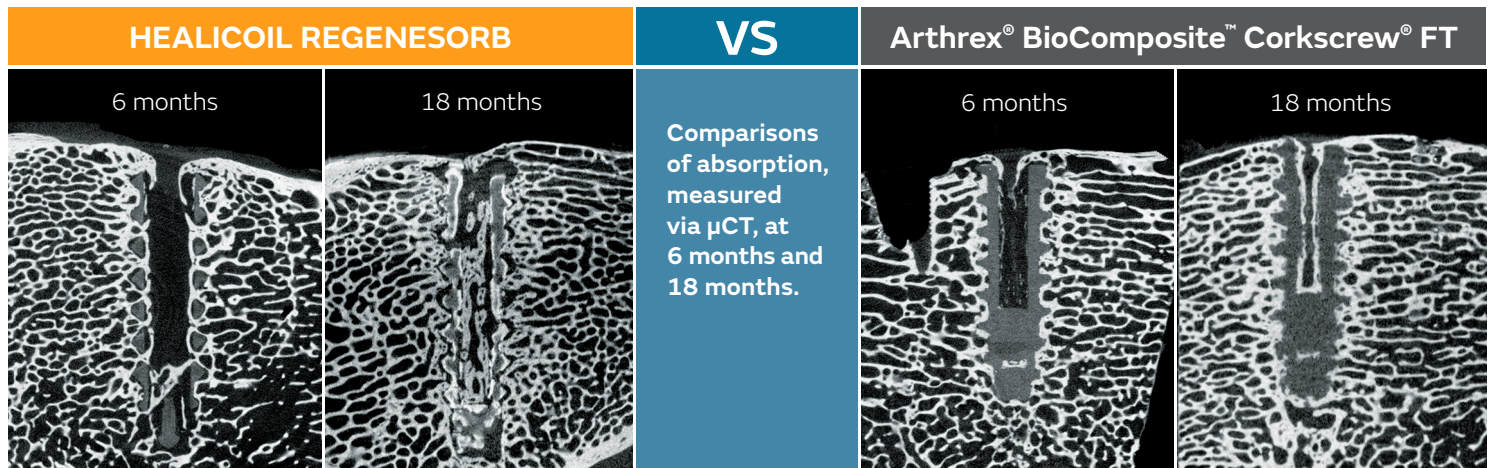 HEALICOIL REGENESORB
VS
Arthrex® BioComposite™ Corkscrew® FT
6 months
18 months
Comparisons
of absorption,
measured
via µCT, at
6 months and
18 months.
6 months
18 months